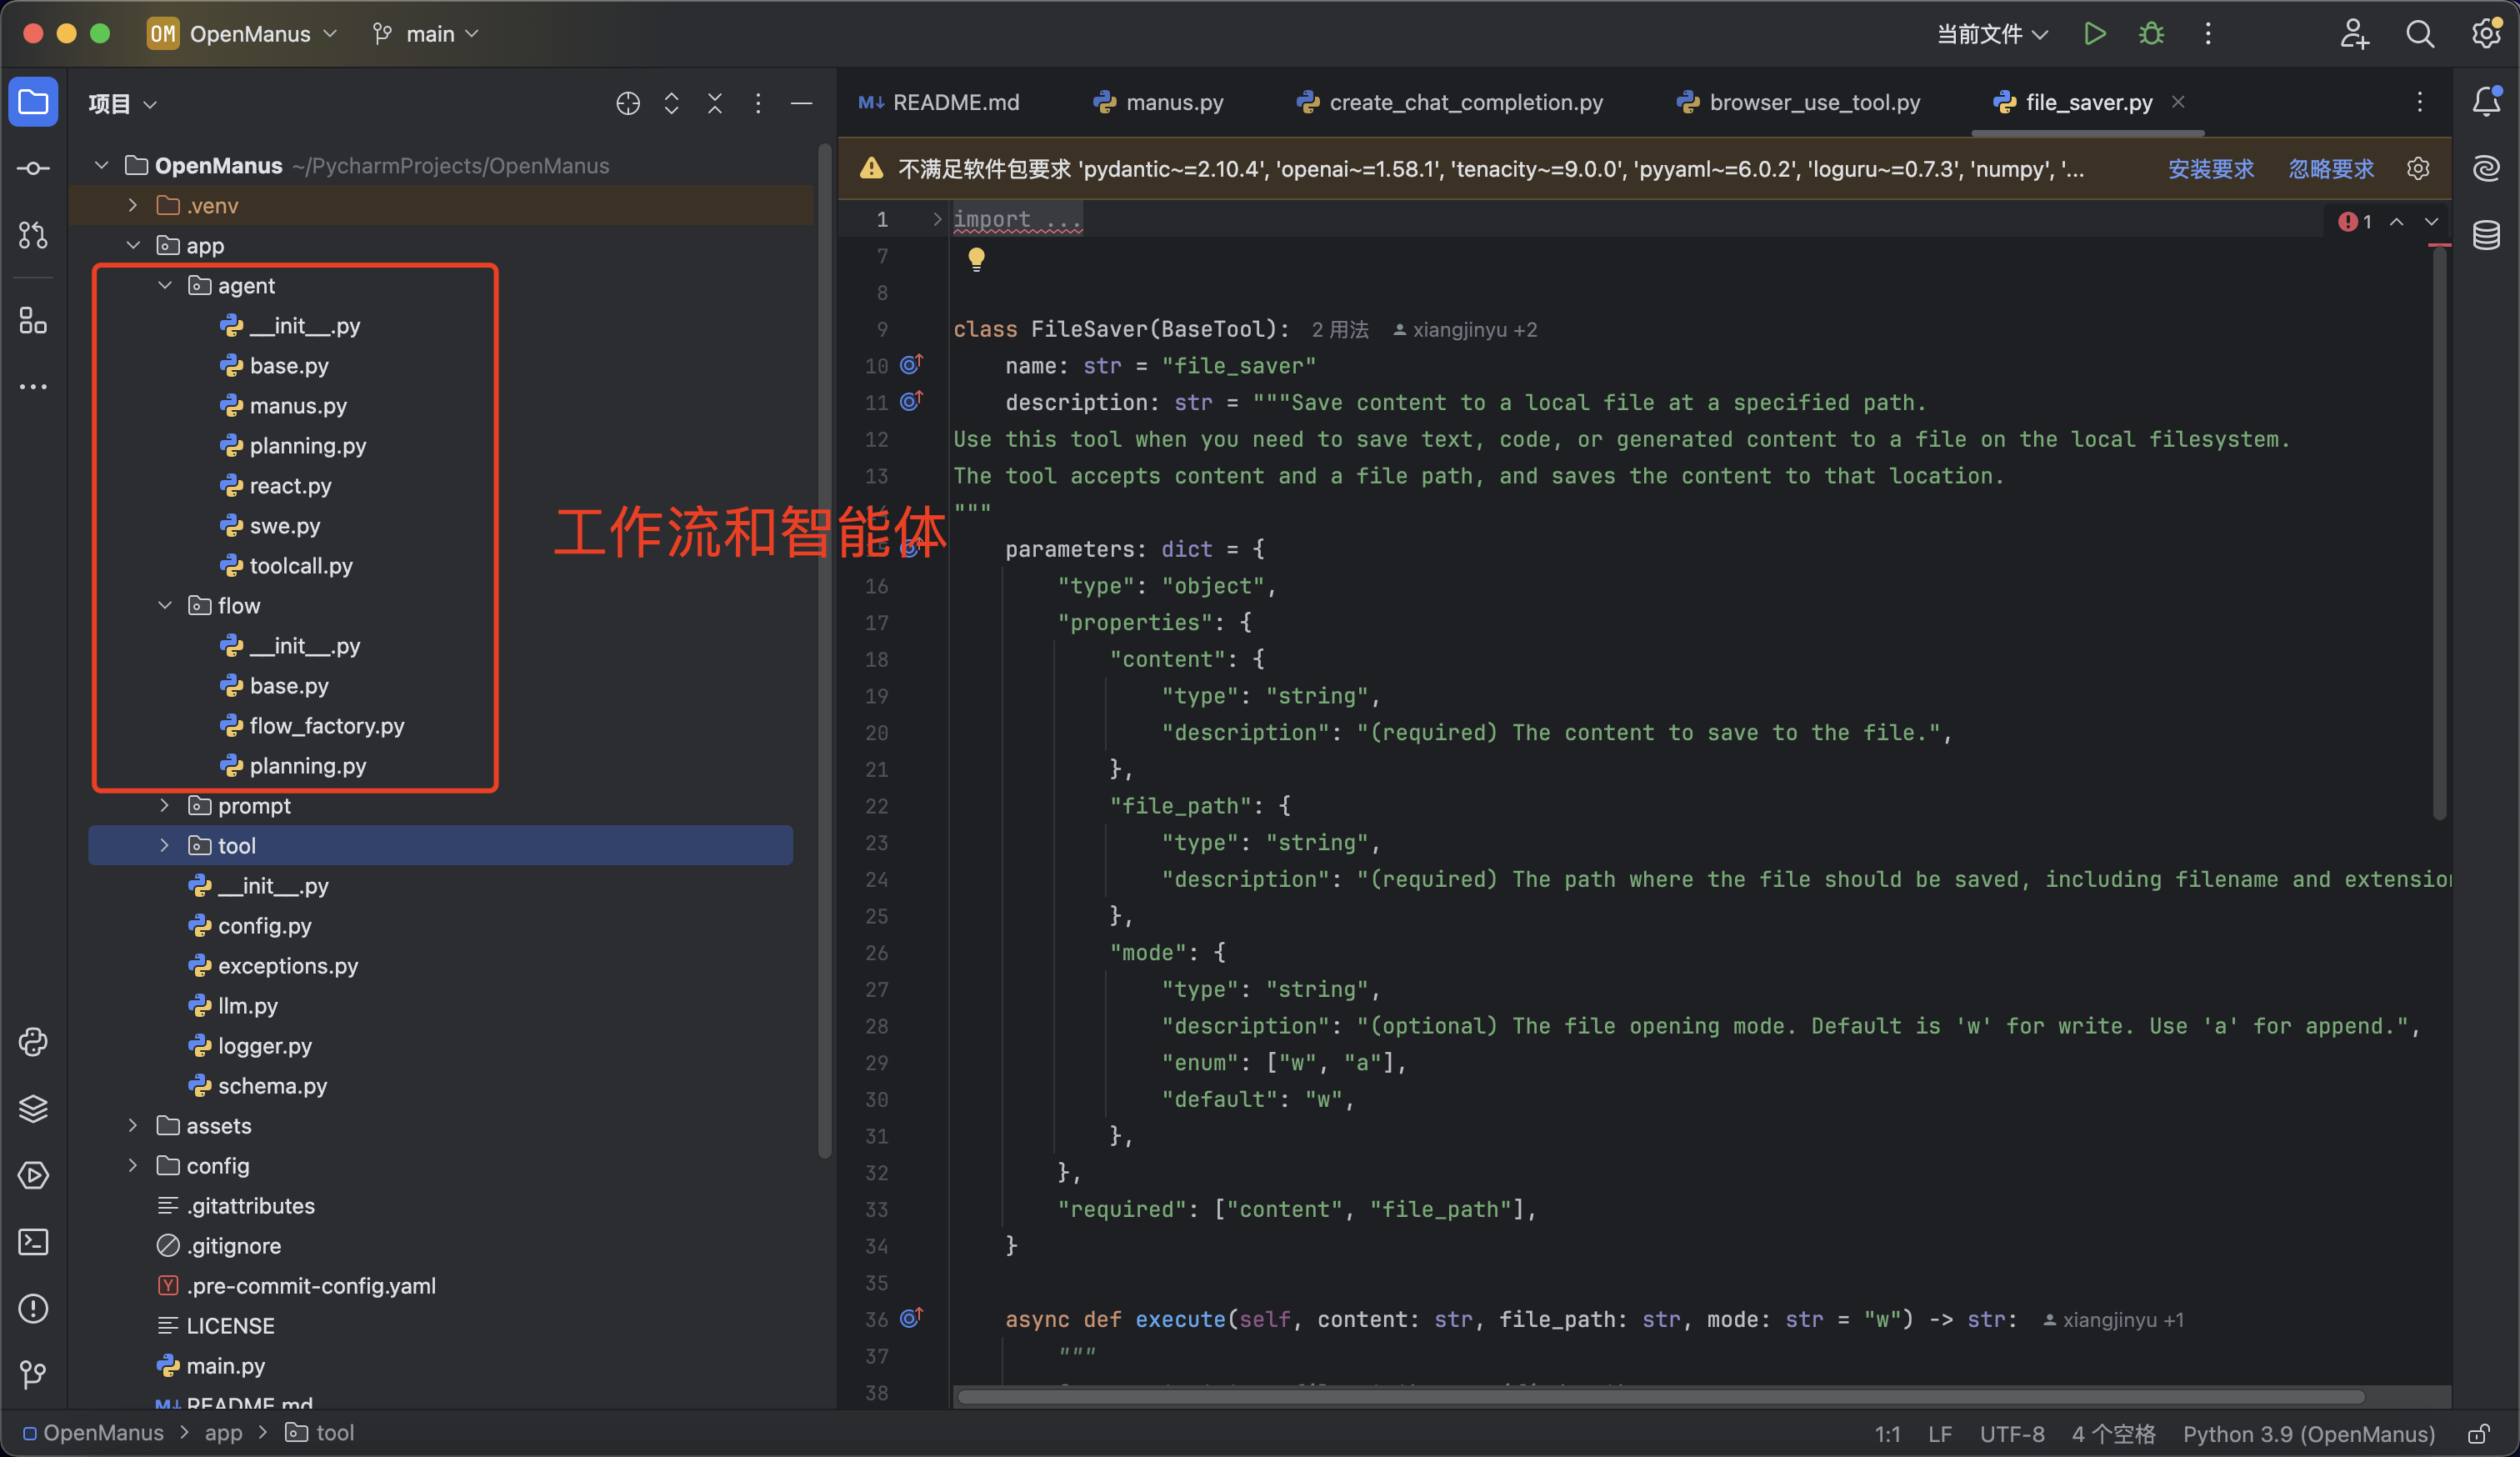 OM OpenManus main 当前文件
项目
OpenManus ~/PycharmProjects/OpenManus
.venv
app
agent
__init__.py
base.py
manus.py
planning.py
react.py
swe.py
toolcall.py
flow
__init__.py
base.py
flow_factory.py
planning.py
prompt
tool
__init__.py
config.py
exceptions.py
llm.py
logger.py
schema.py
assets
config
.gitattributes
.gitignore
.pre-commit-config.yaml
LICENSE
main.py
README.md
工作流和智能体
README.md manus.py create_chat_completion.py browser_use_tool.py file_saver.py
不满足软件包要求 'pydantic~=2.10.4', 'openai~=1.58.1', 'tenacity~=9.0.0', 'pyyaml~=6.0.2', 'loguru~=0.7.3', 'numpy', '... 安装要求 忽略要求
1 import ... 1
7
8
9 class FileSaver(BaseTool): 2 用法 xiangjinyu +2
10 name: str = "file_saver"
11 description: str = """Save content to a local file at a specified path.
12 Use this tool when you need to save text, code, or generated content to a file on the local filesystem.
13 The tool accepts content and a file path, and saves the content to that location.
"""
parameters: dict = {
16 "type": "object",
17 "properties": {
18 "content": {
19 "type": "string",
20 "description": "(required) The content to save to the file.",
21 },
22 "file_path": {
23 "type": "string",
24 "description": "(required) The path where the file should be saved, including filename and extension
25 },
26 "mode": {
27 "type": "string",
28 "description": "(optional) The file opening mode. Default is 'w' for write. Use 'a' for append.",
29 "enum": ["w", "a"],
30 "default": "w",
31 },
32 },
33 "required": ["content", "file_path"],
34 }
35
36 async def execute(self, content: str, file_path: str, mode: str = "w") -> str: xiangjinyu +1
37 """
38
OpenManus > app > tool 1:1 LF UTF-8 4 个空格 Python 3.9 (OpenManus)